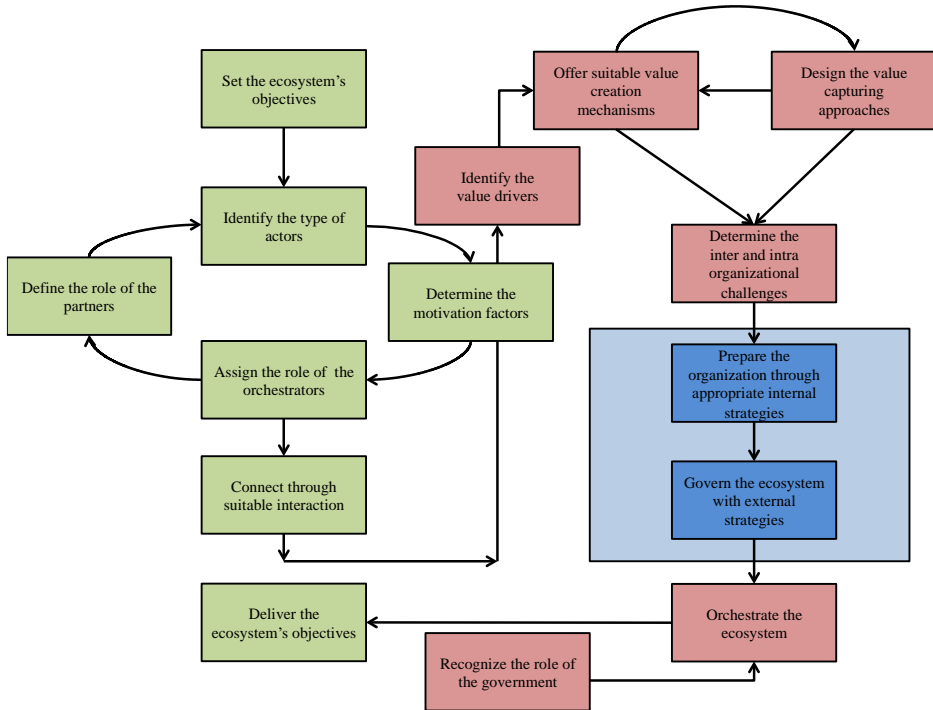 Set the ecosystem’s
objectives
Offer suitable value
creation
mechanisms
Design the value
capturing
approaches
Identify the
value drivers
Identify the type of
actors
Define the role of the
partners
Determine the
motivation factors
Determine the
inter and intra
organizational
challenges
Assign the role of  the
orchestrators
Prepare the
organization through
appropriate internal
strategies
Connect through
suitable interaction
Govern the ecosystem
with external
strategies
Deliver the
ecosystem’s objectives
Orchestrate the
ecosystem
Recognize the role of
the government